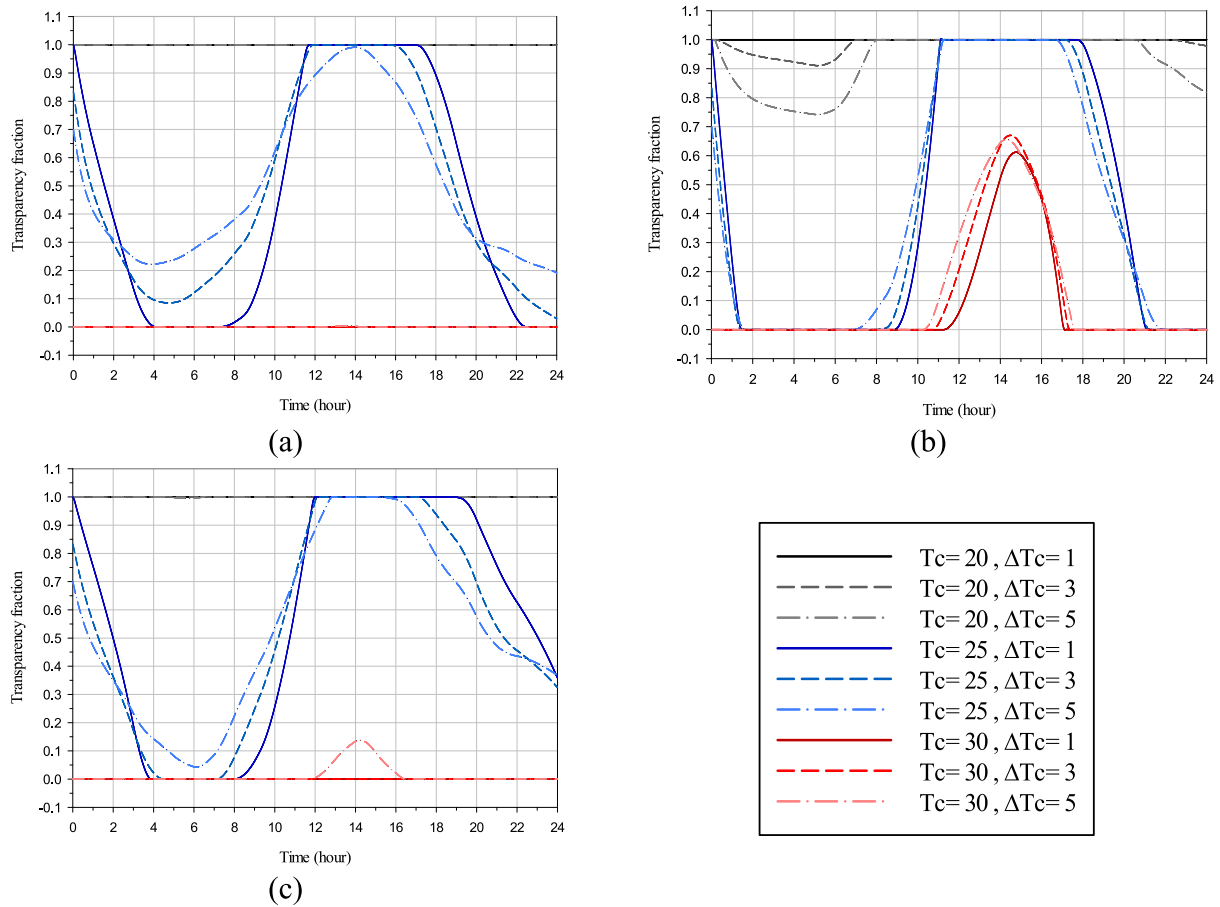 1.1
1.0
0.9
0.8
0.7
0.6
0.5
0.4
0.3
0.2
0.1
0.0
-0.1
Transparency fraction
0 2 4 6 8 10 12 14 16 18 20 22 24
Time (hour)
(a)
1.1
1.0
0.9
0.8
0.7
0.6
0.5
0.4
0.3
0.2
0.1
0.0
-0.1
Transparency fraction
0 2 4 6 8 10 12 14 16 18 20 22 24
Time (hour)
(b)
1.1
1.0
0.9
0.8
0.7
0.6
0.5
0.4
0.3
0.2
0.1
0.0
-0.1
Transparency fraction
0 2 4 6 8 10 12 14 16 18 20 22 24
Time (hour)
(c)
Tc= 20 , ΔTc= 1
Tc= 20 , ΔTc= 3
Tc= 20 , ΔTc= 5
Tc= 25 , ΔTc= 1
Tc= 25 , ΔTc= 3
Tc= 25 , ΔTc= 5
Tc= 30 , ΔTc= 1
Tc= 30 , ΔTc= 3
Tc= 30 , ΔTc= 5